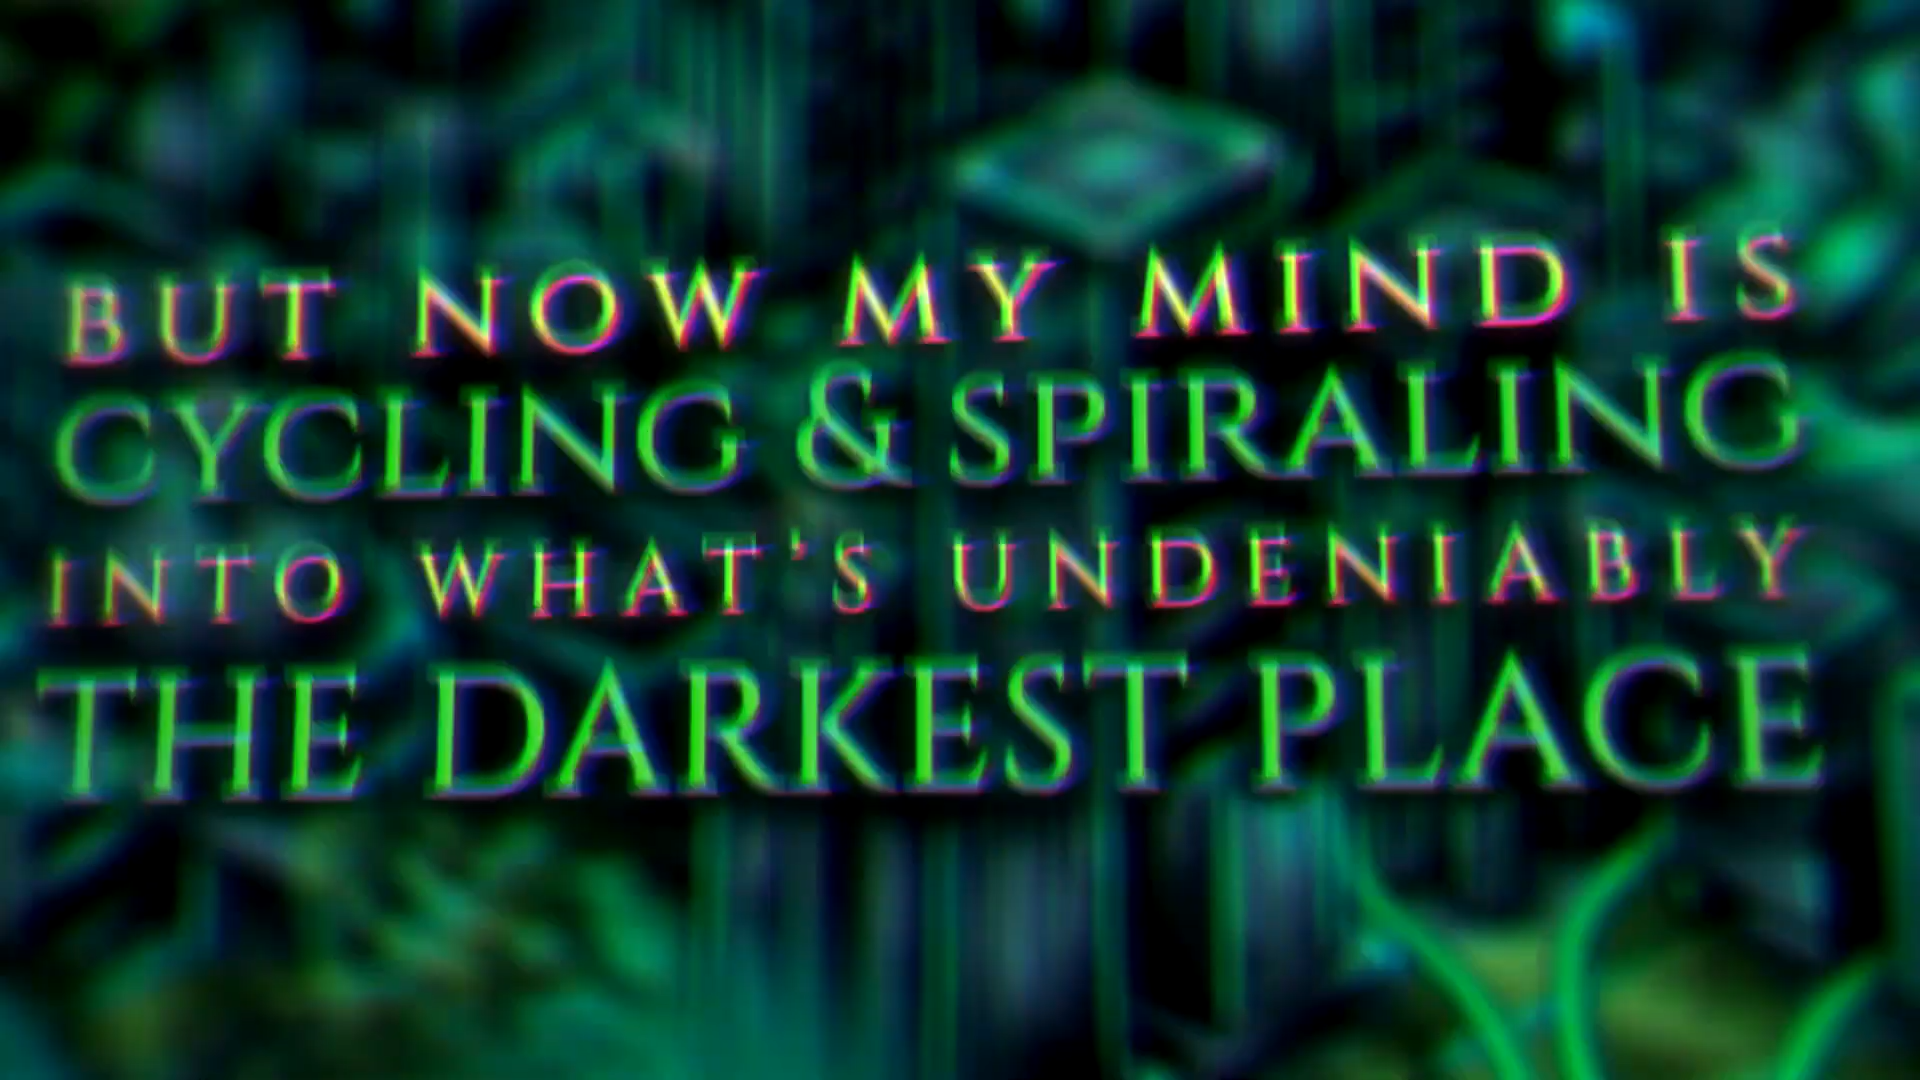 BUT NOW MY MIND IS
CYCLING & SPIRALING
INTO WHAT'S UNDENIABLY
THE DARKEST PLACE